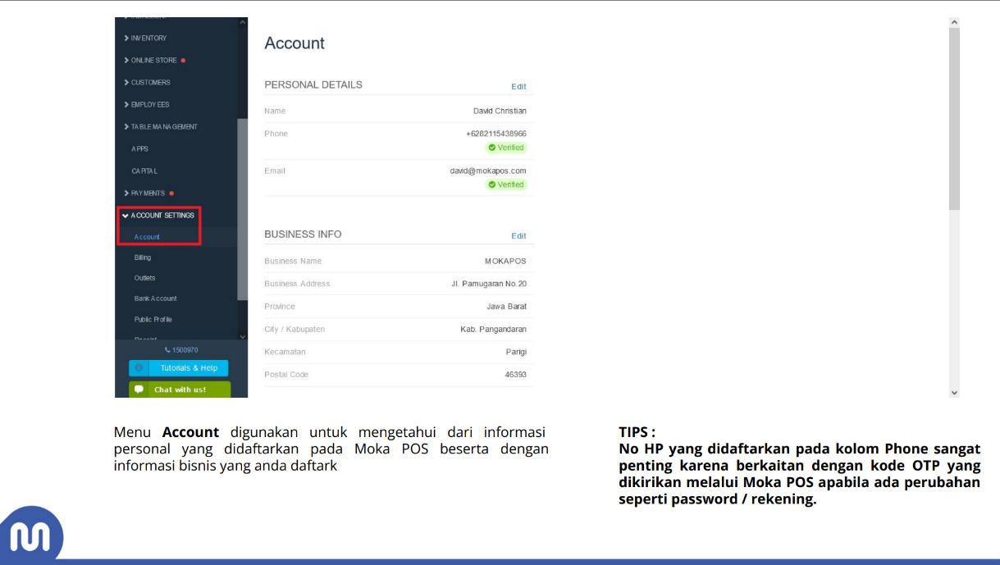 INVENTORY
ONLINE STORE
CUSTOMERS
EMPLOYEES
TABLE MANAGEMENT
APPS
CAPITAL
PAYMENTS
ACCOUNT SETTINGS
Account
Billing
Outlets
Bank Account
Public Profile
1500970
Tutorials & Help
Chat with us!
Account
PERSONAL DETAILS Edit
Name David Christian
Phone +6282115438966
Verified
Email david@mokapos.com
Verified
BUSINESS INFO Edit
Business Name MOKAPOS
Business Address Jl. Pamugaran No.20
Province Jawa Barat
City / Kabupaten Kab. Pangandaran
Kecamatan Parigi
Postal Code 46393
Menu Account digunakan untuk mengetahui dari informasi
personal yang didaftarkan pada Moka POS beserta dengan
informasi bisnis yang anda daftark
TIPS :
No HP yang didaftarkan pada kolom Phone sangat
penting karena berkaitan dengan kode OTP yang
dikirikan melalui Moka POS apabila ada perubahan
seperti password / rekening.